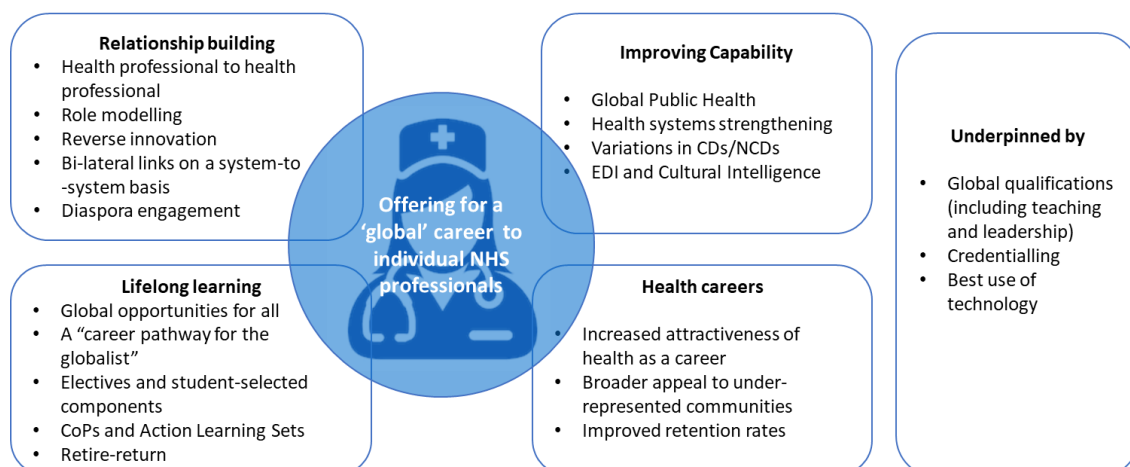 Relationship building
• Health professional to health
professional
• Role modelling
• Reverse innovation
• Bi-lateral links on a system-to
-system basis
• Diaspora engagement
Improving Capability
• Global Public Health
• Health systems strengthening
• Variations in CDs/NCDs
• EDI and Cultural Intelligence
Offering for a
‘global’ career to
individual NHS
professionals
Lifelong learning
• Global opportunities for all
• A “career pathway for the
globalist”
• Electives and student-selected
components
• CoPs and Action Learning Sets
• Retire-return
Health careers
• Increased attractiveness of
health as a career
• Broader appeal to under-
represented communities
• Improved retention rates
Underpinned by
• Global qualifications
(including teaching
and leadership)
• Credentialling
• Best use of
technology